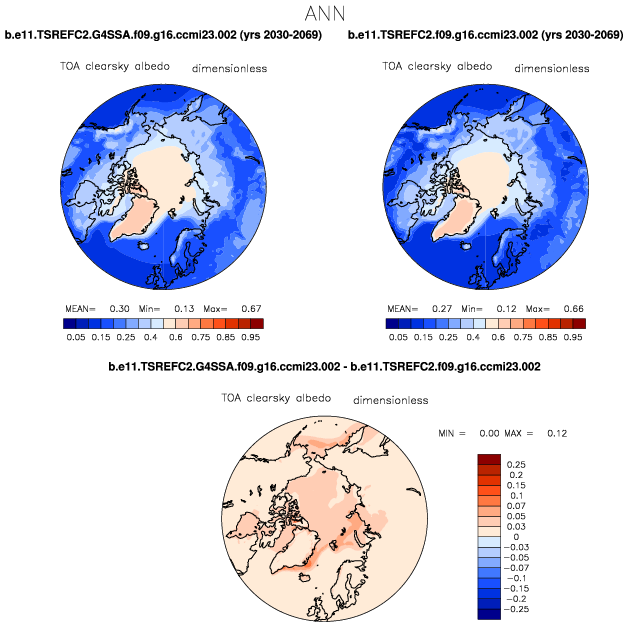 ANN
b.e11.TSREFC2.G4SSA.f09.g16.ccmi23.002 (yrs 2030-2069)
b.e11.TSREFC2.f09.g16.ccmi23.002 (yrs 2030-2069)
TOA clearsky albedo dimensionless
TOA clearsky albedo dimensionless
MEAN= 0.30 Min= 0.13 Max= 0.67
MEAN= 0.27 Min= 0.12 Max= 0.66
0.05 0.15 0.25 0.4 0.6 0.75 0.85 0.95
0.05 0.15 0.25 0.4 0.6 0.75 0.85 0.95
b.e11.TSREFC2.G4SSA.f09.g16.ccmi23.002 - b.e11.TSREFC2.f09.g16.ccmi23.002
TOA clearsky albedo dimensionless
MIN = 0.00 MAX = 0.12
0.25
0.2
0.15
0.1
0.07
0.05
0.03
0
-0.03
-0.05
-0.07
-0.1
-0.15
-0.2
-0.25